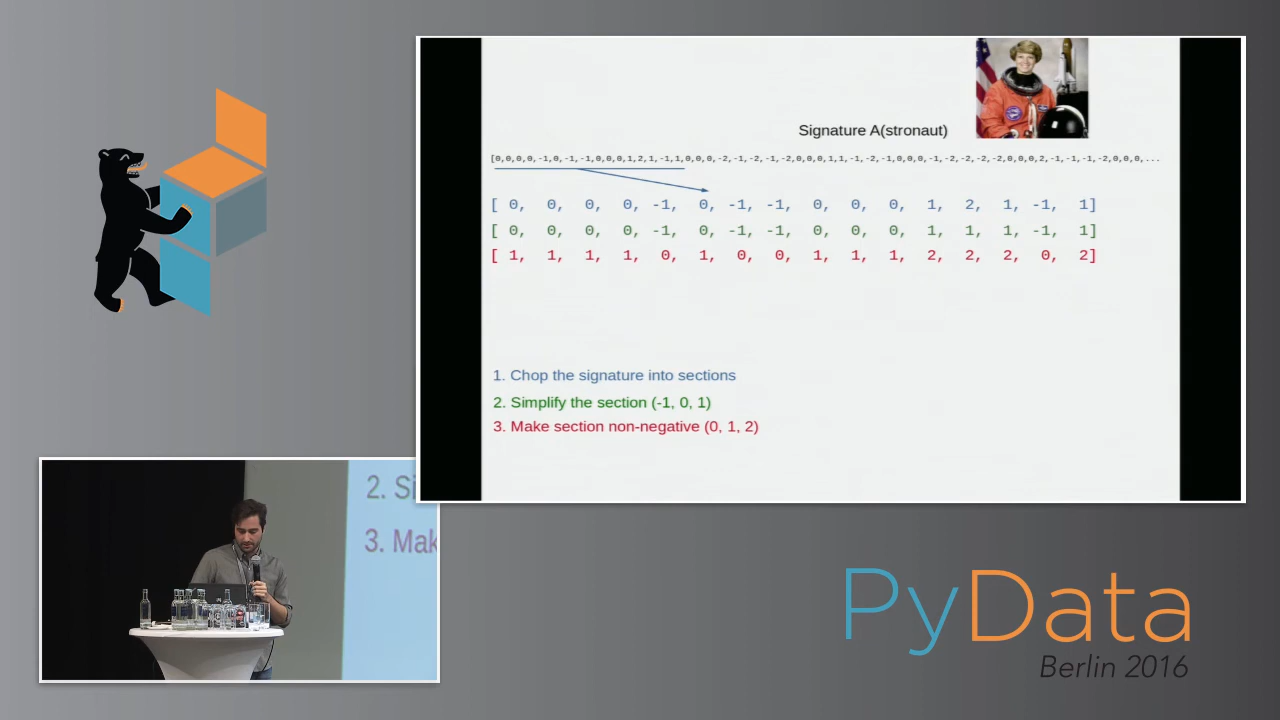 Signature A(stronaut)
[0,0,0,0,-1,0,-1,-1,0,0,0,1,2,1,-1,1,0,0,0,-2,-1,-2,-1,-2,0,0,0,1,1,-1,-2,-1,0,0,0,-1,-2,-2,-2,-2,0,0,0,2,-1,-1,-1,-2,0,0,0,...
[ 0, 0, 0, 0, -1, 0, -1, -1, 0, 0, 0, 1, 2, 1, -1, 1]
[ 0, 0, 0, 0, -1, 0, -1, -1, 0, 0, 0, 1, 1, 1, -1, 1]
[ 1, 1, 1, 1, 0, 1, 0, 0, 1, 1, 1, 2, 2, 2, 0, 2]
1. Chop the signature into sections
2. Simplify the section (-1, 0, 1)
3. Make section non-negative (0, 1, 2)
2. Si
3. Mak
PyData
Berlin 2016